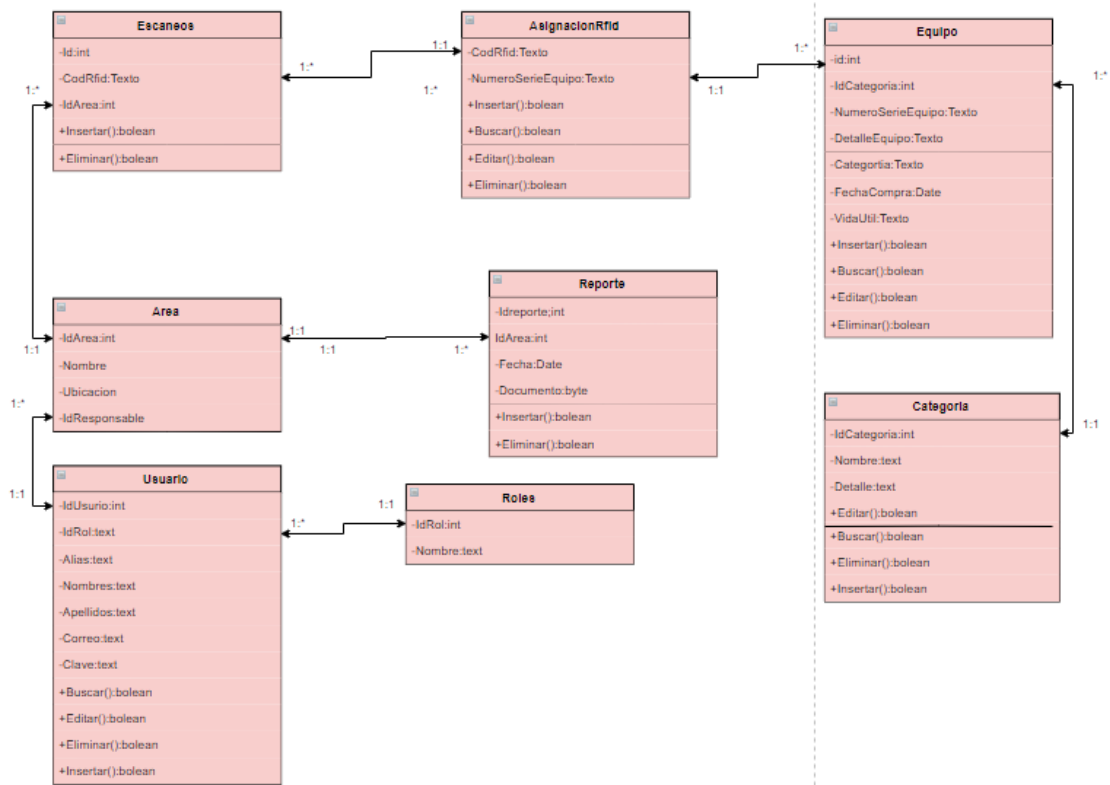 Escaneos
-Id:int
-CodRfid:Texto
-IdArea:int
+Insertar():bolean
+Eliminar():bolean
1:*
1:*
1:1
1:*
AsignacionRfid
-CodRfid:Texto
-NumeroSerieEquipo:Texto
+Insertar():bolean
+Buscar():bolean
+Editar():bolean
+Eliminar():bolean
1:1
1:*
Equipo
-id:int
-IdCategoria:int
-NumeroSerieEquipo:Texto
-DetalleEquipo:Texto
-Categortia:Texto
-FechaCompra:Date
-VidaUtil:Texto
+Insertar():bolean
+Buscar():bolean
+Editar():bolean
+Eliminar():bolean
1:*
Area
-IdArea:int
-Nombre
-Ubicacion
-IdResponsable
1:1
1:*
1:1
1:1
1:*
Reporte
-Idreporte;int
IdArea:int
-Fecha:Date
-Documento:byte
+Insertar():bolean
+Eliminar():bolean
Categoria
-IdCategoria:int
-Nombre:text
-Detalle:text
+Editar():bolean
+Buscar():bolean
+Eliminar():bolean
+Insertar():bolean
1:1
Usuario
-IdUsurio:int
-IdRol:text
-Alias:text
-Nombres:text
-Apellidos:text
-Correo:text
-Clave:text
+Buscar():bolean
+Editar():bolean
+Eliminar():bolean
+Insertar():bolean
1:1
1:*
1:1
Roles
-IdRol:int
-Nombre:text